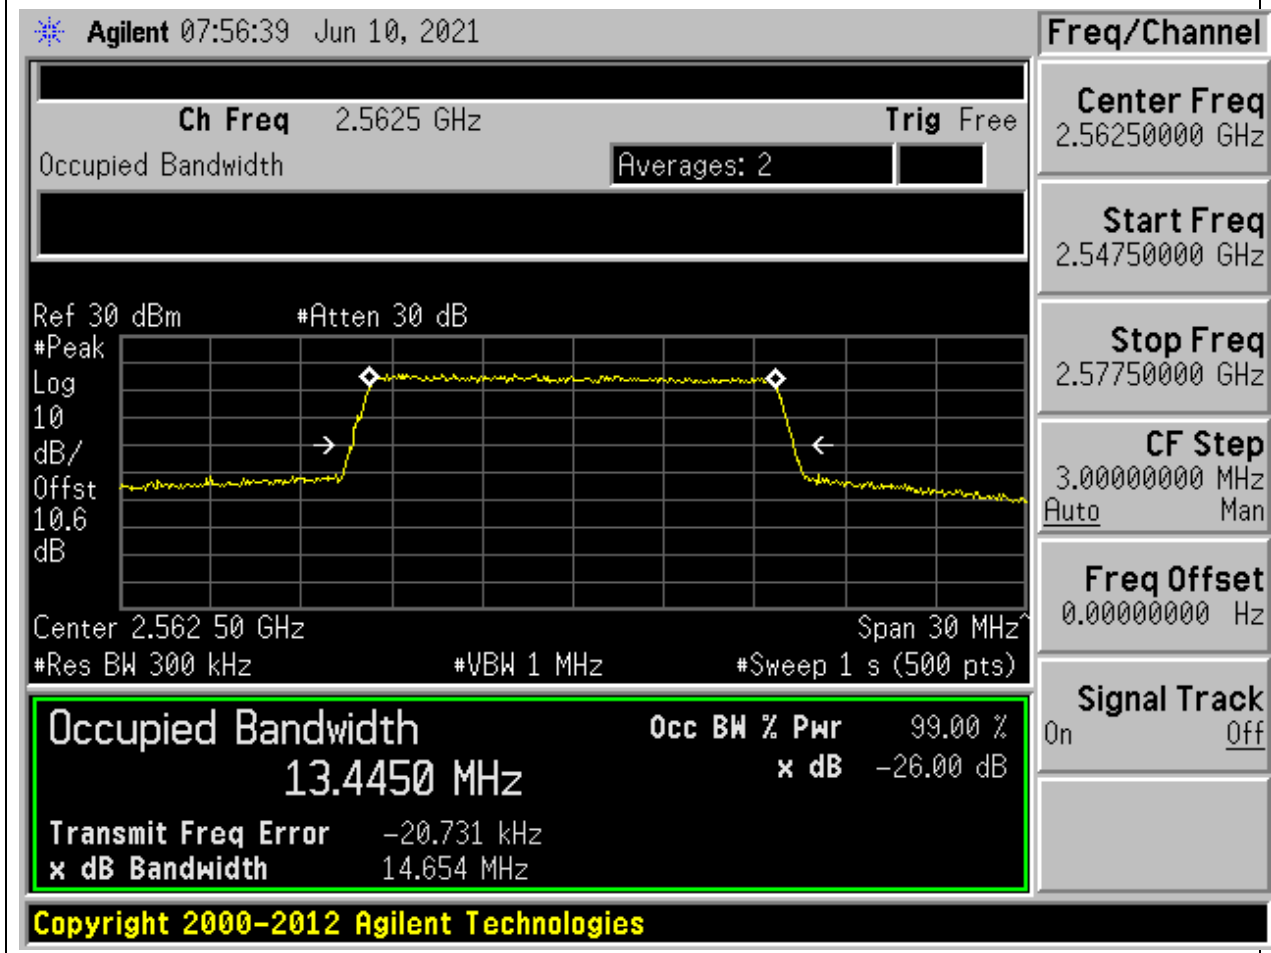 Agilent 07:56:39 Jun 10, 2021
Freq/Channel
Ch Freq 2.5625 GHz Trig Free
Occupied Bandwidth Averages: 2
Ref 30 dBm #Atten 30 dB
#Peak
Log
10
dB/
Offst
10.6
dB
Center 2.562 50 GHz Span 30 MHz^
#Res BW 300 kHz #VBW 1 MHz #Sweep 1 s (500 pts)
Occupied Bandwidth Occ BW % Pwr 99.00 %
13.4450 MHz x dB -26.00 dB
Transmit Freq Error -20.731 kHz
x dB Bandwidth 14.654 MHz
Copyright 2000-2012 Agilent Technologies
Center Freq
2.56250000 GHz
Start Freq
2.54750000 GHz
Stop Freq
2.57750000 GHz
CF Step
3.00000000 MHz
Auto Man
Freq Offset
0.00000000 Hz
Signal Track
On Off